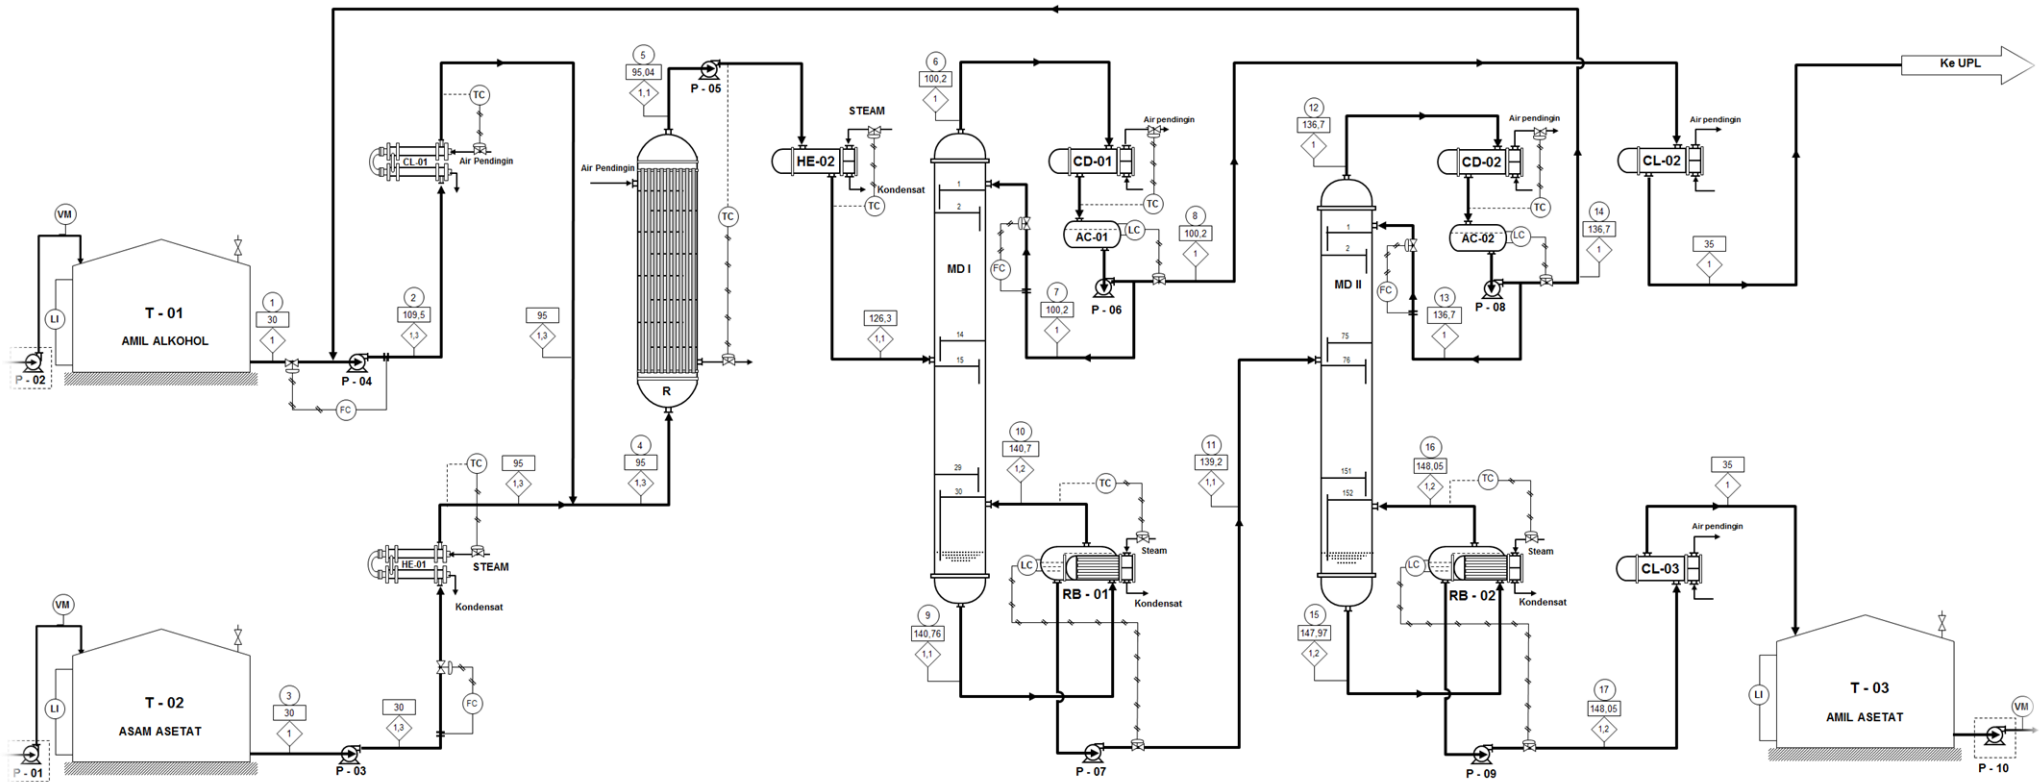 Ke UPL
5
95,04
1,1
P - 05
6
100,2
1
STEAM
HE-02
Kondensat
TC
TC
CL-01
Air Pendingin
Air Pendingin
TC
Air pendingin
CD-01
TC
AC-01
LC
8
100,2
1
12
136,7
1
Air pendingin
CD-02
TC
AC-02
LC
14
136,7
1
Air pendingin
CL-02
35
1
VM
LI
T - 01
AMIL ALKOHOL
P - 02
1
30
1
P - 04
FC
2
109,5
1,3
95
1,3
R
126,3
1,1
1
2
MD I
14
15
29
30
FC
7
100,2
1
P - 06
1
2
MD II
75
76
151
152
FC
13
136,7
1
P - 08
TC
95
1,3
4
95
1,3
HE-01
STEAM
Kondensat
10
140,7
1,2
TC
Steam
LC
RB - 01
Kondensat
11
139,2
1,1
9
140,76
1,1
P - 07
16
148,05
1,2
TC
Steam
LC
RB - 02
Kondensat
15
147,97
1,2
P - 09
17
148,05
1,2
35
1
Air pendingin
CL-03
VM
LI
T - 02
ASAM ASETAT
P - 01
3
30
1
P - 03
30
1,3
FC
LI
T - 03
AMIL ASETAT
VM
P - 10